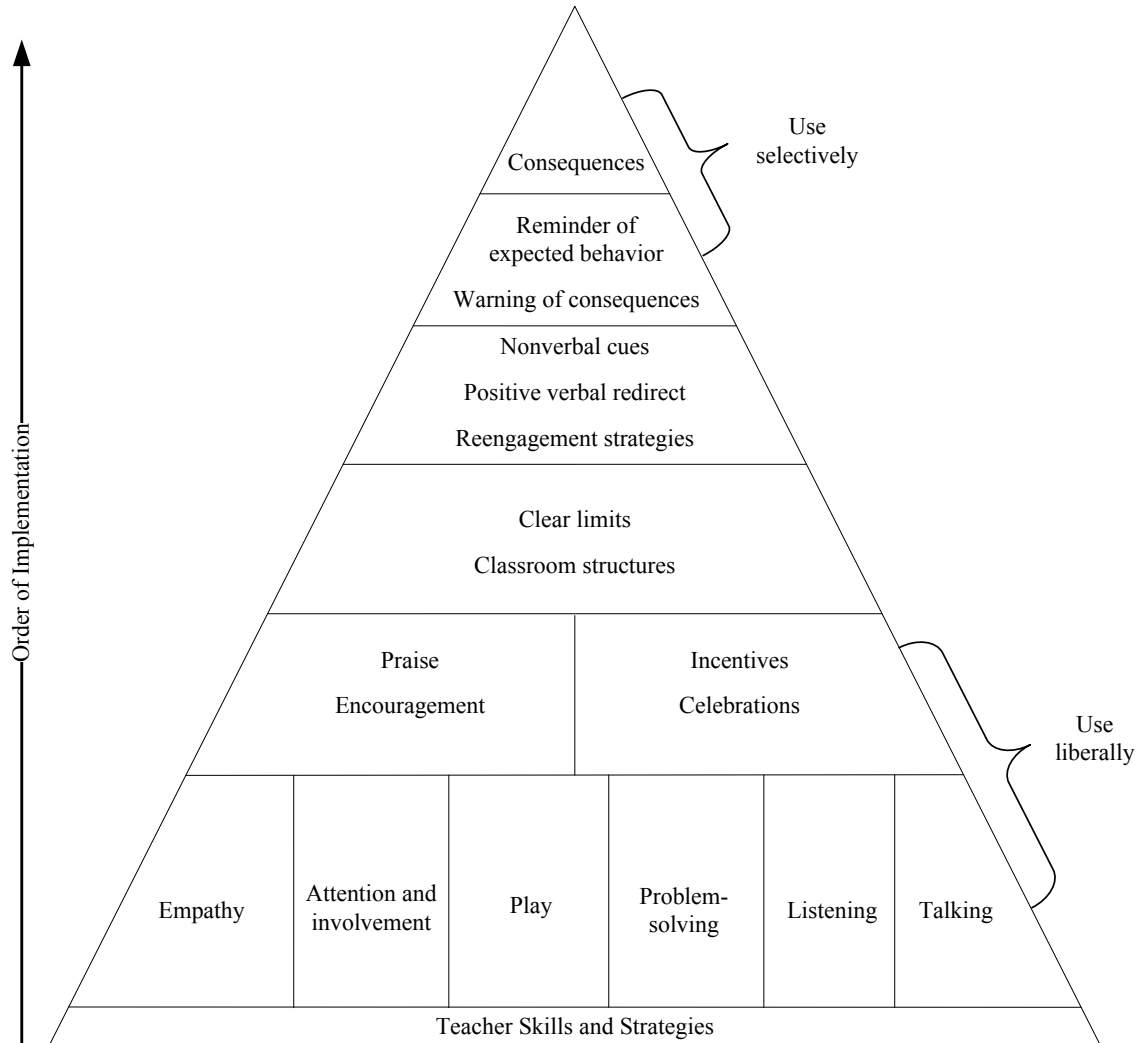 Use
selectively
Consequences
Reminder of
expected behavior
Warning of consequences
Nonverbal cues
Positive verbal redirect
Reengagement strategies
Clear limits
Classroom structures
Order of Implementation
Praise
Encouragement
Incentives
Celebrations
Use
liberally
Empathy
Attention and
involvement
Play
Problem-
solving
Listening
Talking
Teacher Skills and Strategies